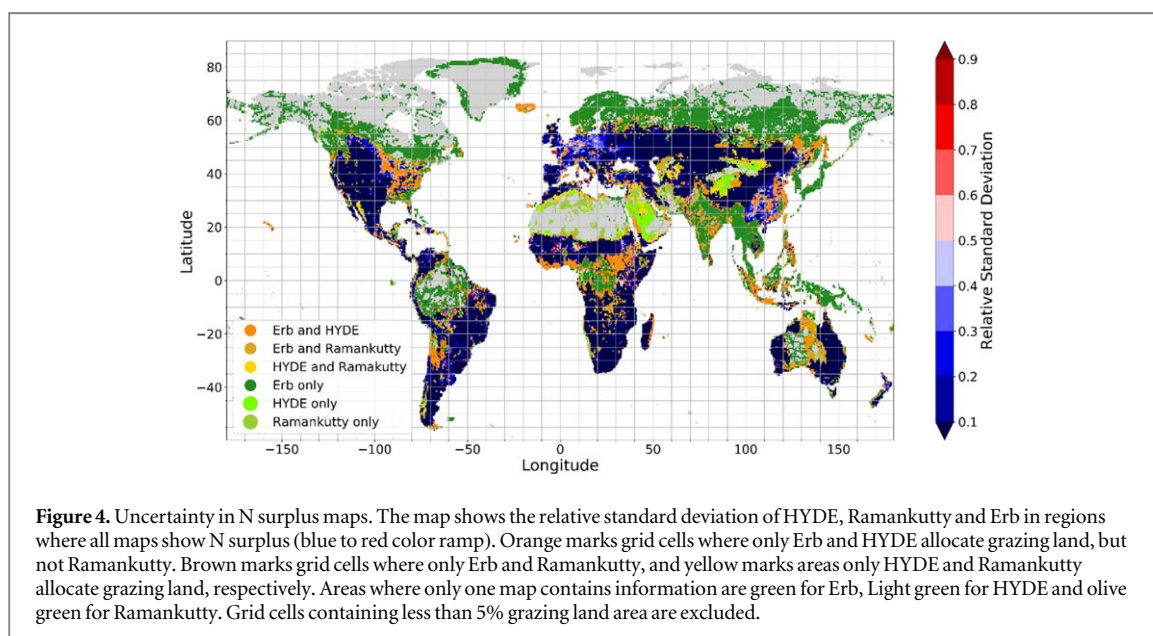 80
60
40
20
0
−20
−40
Latitude
−150
−100
−50
0
50
100
150
Longitude
Erb and HYDE
Erb and Ramankutty
HYDE and Ramakutty
Erb only
HYDE only
Ramankutty only
0.9
0.8
0.7
0.6
0.5
0.4
0.3
0.2
0.1
Relative Standard Deviation
Figure 4. Uncertainty in N surplus maps. The map shows the relative standard deviation of HYDE, Ramankutty and Erb in regions
where all maps show N surplus (blue to red color ramp). Orange marks grid cells where only Erb and HYDE allocate grazing land, but
not Ramankutty. Brown marks grid cells where only Erb and Ramankutty, and yellow marks areas only HYDE and Ramankutty
allocate grazing land, respectively. Areas where only one map contains information are green for Erb, Light green for HYDE and olive
green for Ramankutty. Grid cells containing less than 5% grazing land area are excluded.